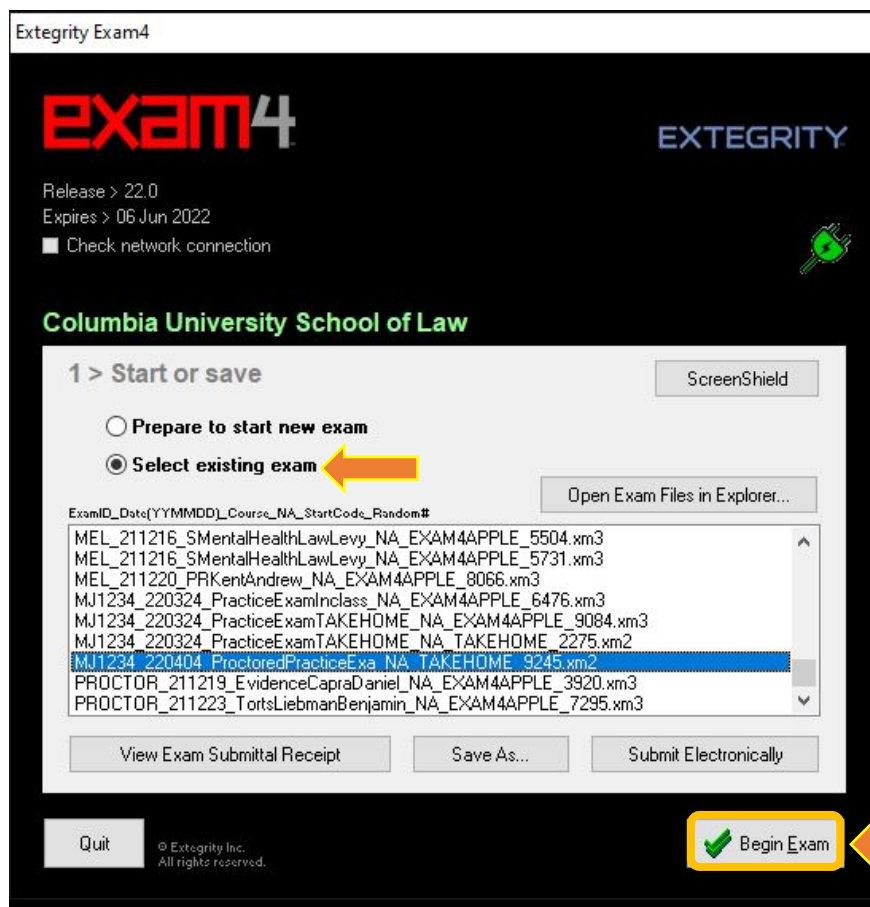 Extegrity Exam4
exam4
EXTEGRITY
Release > 22.0
Expires > 06 Jun 2022
Check network connection
Columbia University School of Law
1 > Start or save
ScreenShield
Prepare to start new exam
Select existing exam
Open Exam Files in Explorer...
ExamID_Date(YYMMDD)_Course_NA_StartCode_Random#
MEL_211216_SMentalHealthLawLevy_NA_EXAM4APPLE_5504.xm3
MEL_211216_SMentalHealthLawLevy_NA_EXAM4APPLE_5731.xm3
MEL_211220_PRKentAndrew_NA_EXAM4APPLE_8066.xm3
MJ1234_220324_PracticeExamInclass_NA_EXAM4APPLE_6476.xm3
MJ1234_220324_PracticeExamTAKEHOME_NA_EXAM4APPLE_9084.xm3
MJ1234_220324_PracticeExamTAKEHOME_NA_TAKEHOME_2275.xm2
MJ1234_220404_ProctoredPracticeExa_NA_TAKEHOME_9245.xm2
PROCTOR_211219_EvidenceCapraDaniel_NA_EXAM4APPLE_3920.xm3
PROCTOR_211223_TortsLiebmanBenjamin_NA_EXAM4APPLE_7295.xm3
View Exam Submittal Receipt
Save As...
Submit Electronically
Quit
© Extegrity Inc.
All rights reserved.
Begin Exam